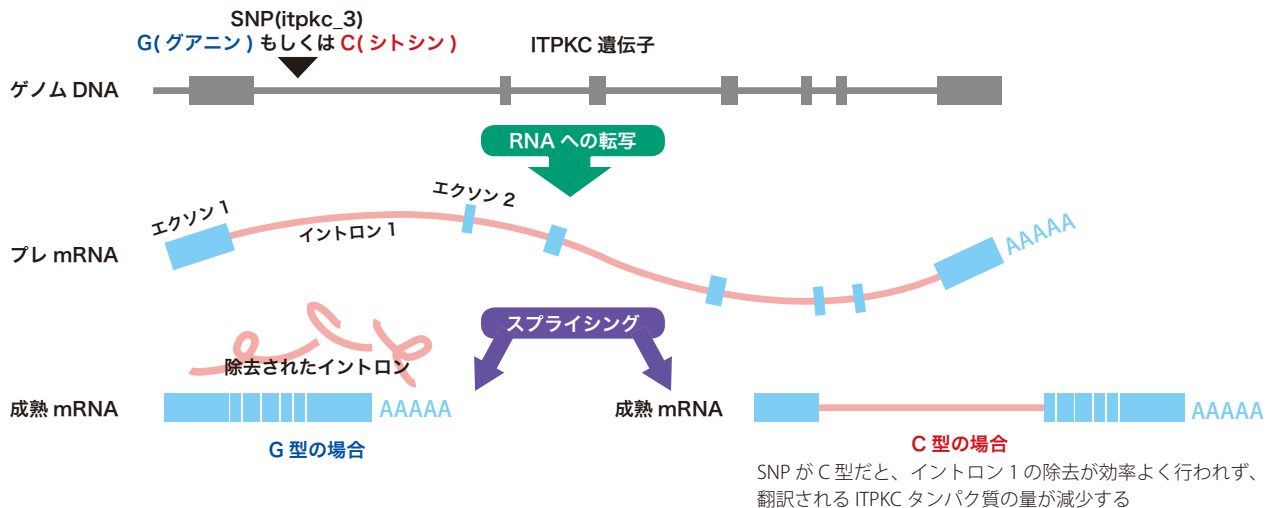 SNP(itpkc_3)
G(グアニン)もしくは C(シトシン)
ITPKC 遺伝子
ゲノム DNA
RNA への転写
エクソン 1
イントロン 1
エクソン 2
プレ mRNA
AAAAA
スプライシング
除去されたイントロン
成熟 mRNA
AAAAA
G 型の場合
成熟 mRNA
AAAAA
C 型の場合
SNP が C 型だと、イントロン 1 の除去が効率よく行われず、
翻訳される ITPKC タンパク質の量が減少する